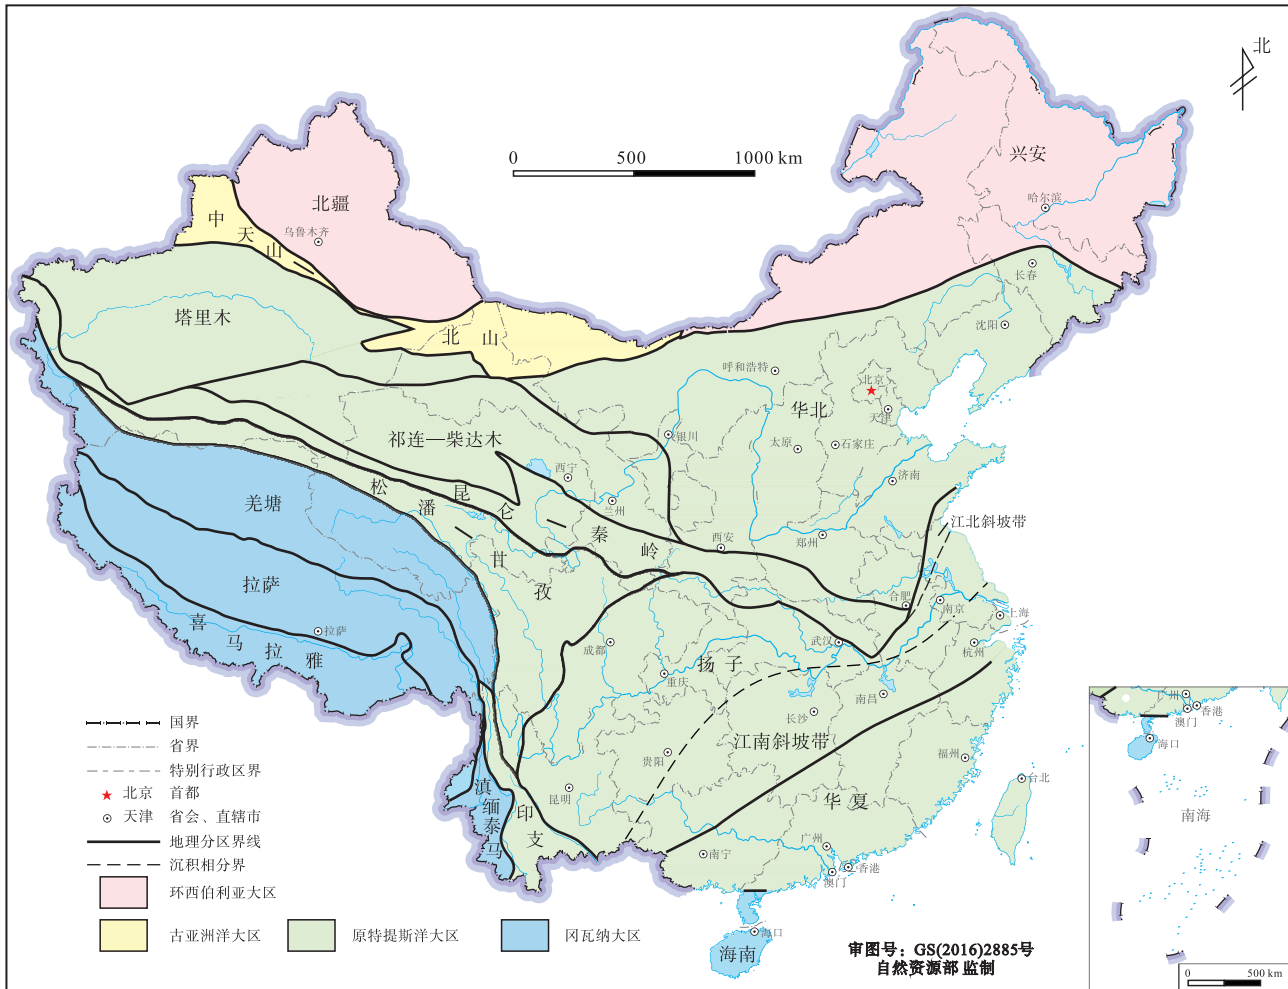 北
0 500 1000 km
兴安
哈尔滨
长春
沈阳
北疆
中天山
乌鲁木齐
塔里木
北山
呼和浩特
北京
天津
华北
银川
太原
石家庄
济南
祁连—柴达木
西宁
兰州
松潘
昆仑
甘孜
秦岭
西安
郑州
江北斜坡带
羌塘
拉萨
拉萨
喜马拉雅
合肥
南京
上海
杭州
成都
武汉
扬子
重庆
南昌
长沙
江南斜坡带
贵阳
福州
台北
昆明
华夏
滇缅泰马
印支
南宁
广州
香港
澳门
海口
海南
国界
省界
特别行政区界
北京 首都
天津 省会、直辖市
地理分区界线
沉积相分界
环西伯利亚大区
古亚洲洋大区
原特提斯洋大区
冈瓦纳大区
审图号：GS(2016)2885号
自然资源部 监制
广州
香港
澳门
海口
南海
0 500 km